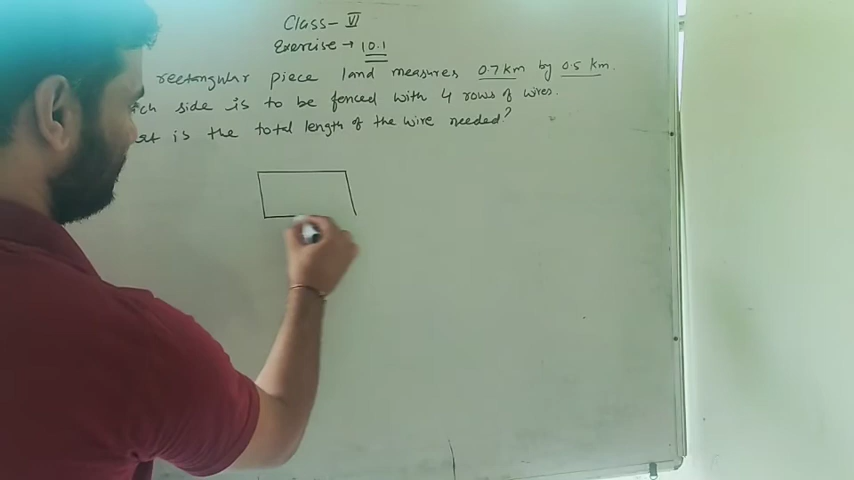 Class- VI
Exercise → 10.1
rectangular piece land measures 0.7 km by 0.5 km.
side is to be fenced with 4 rows of wires.
is the total length of the wire needed?